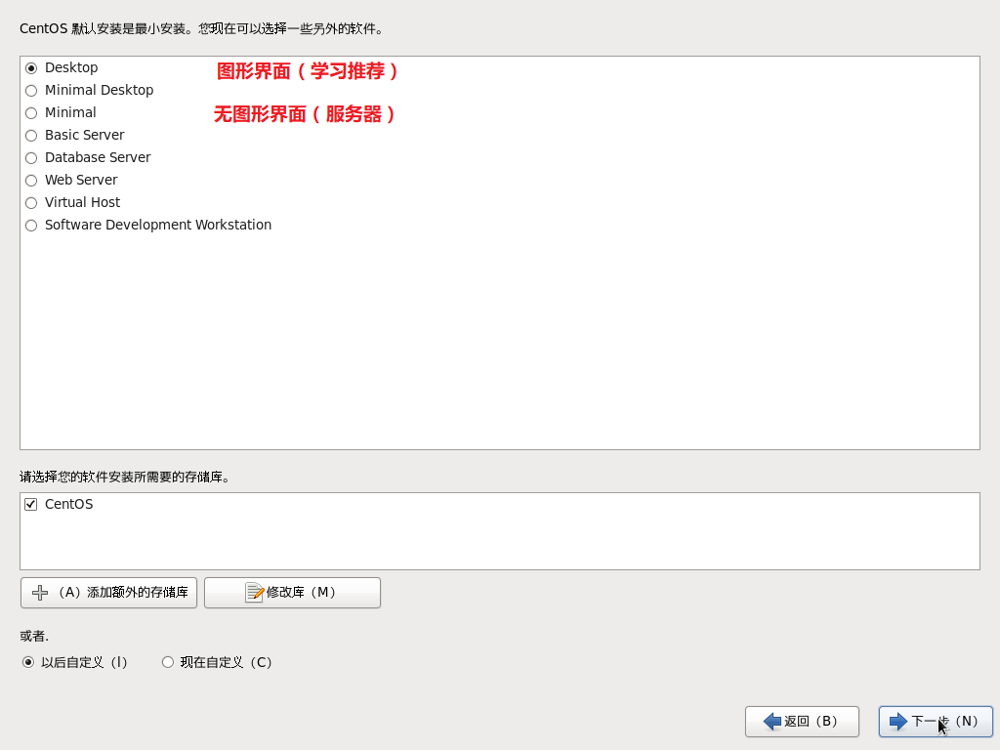 CentOS 默认安装是最小安装。您现在可以选择一些另外的软件。
Desktop 图形界面（学习推荐）
Minimal Desktop
Minimal 无图形界面（服务器）
Basic Server
Database Server
Web Server
Virtual Host
Software Development Workstation
请选择您的软件安装所需要的存储库。
CentOS
（A）添加额外的存储库 修改库（M）
或者.
以后自定义（l） 现在自定义（C）
返回（B） 下一步（N）